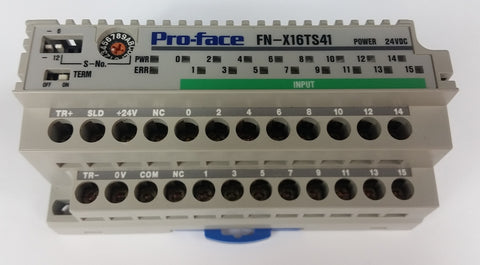 Pro-face FN-X16TS41 POWER 24VDC
6
12
S-No.
456789AB
PWR 0 2 4 6 8 10 12 14
ERR 1 3 5 7 9 11 13 15
TERM
OFF ON
INPUT
TR+ SLD +24V NC 0 2 4 6 8 10 12 14
TR- 0V COM NC 1 3 5 7 9 11 13 15